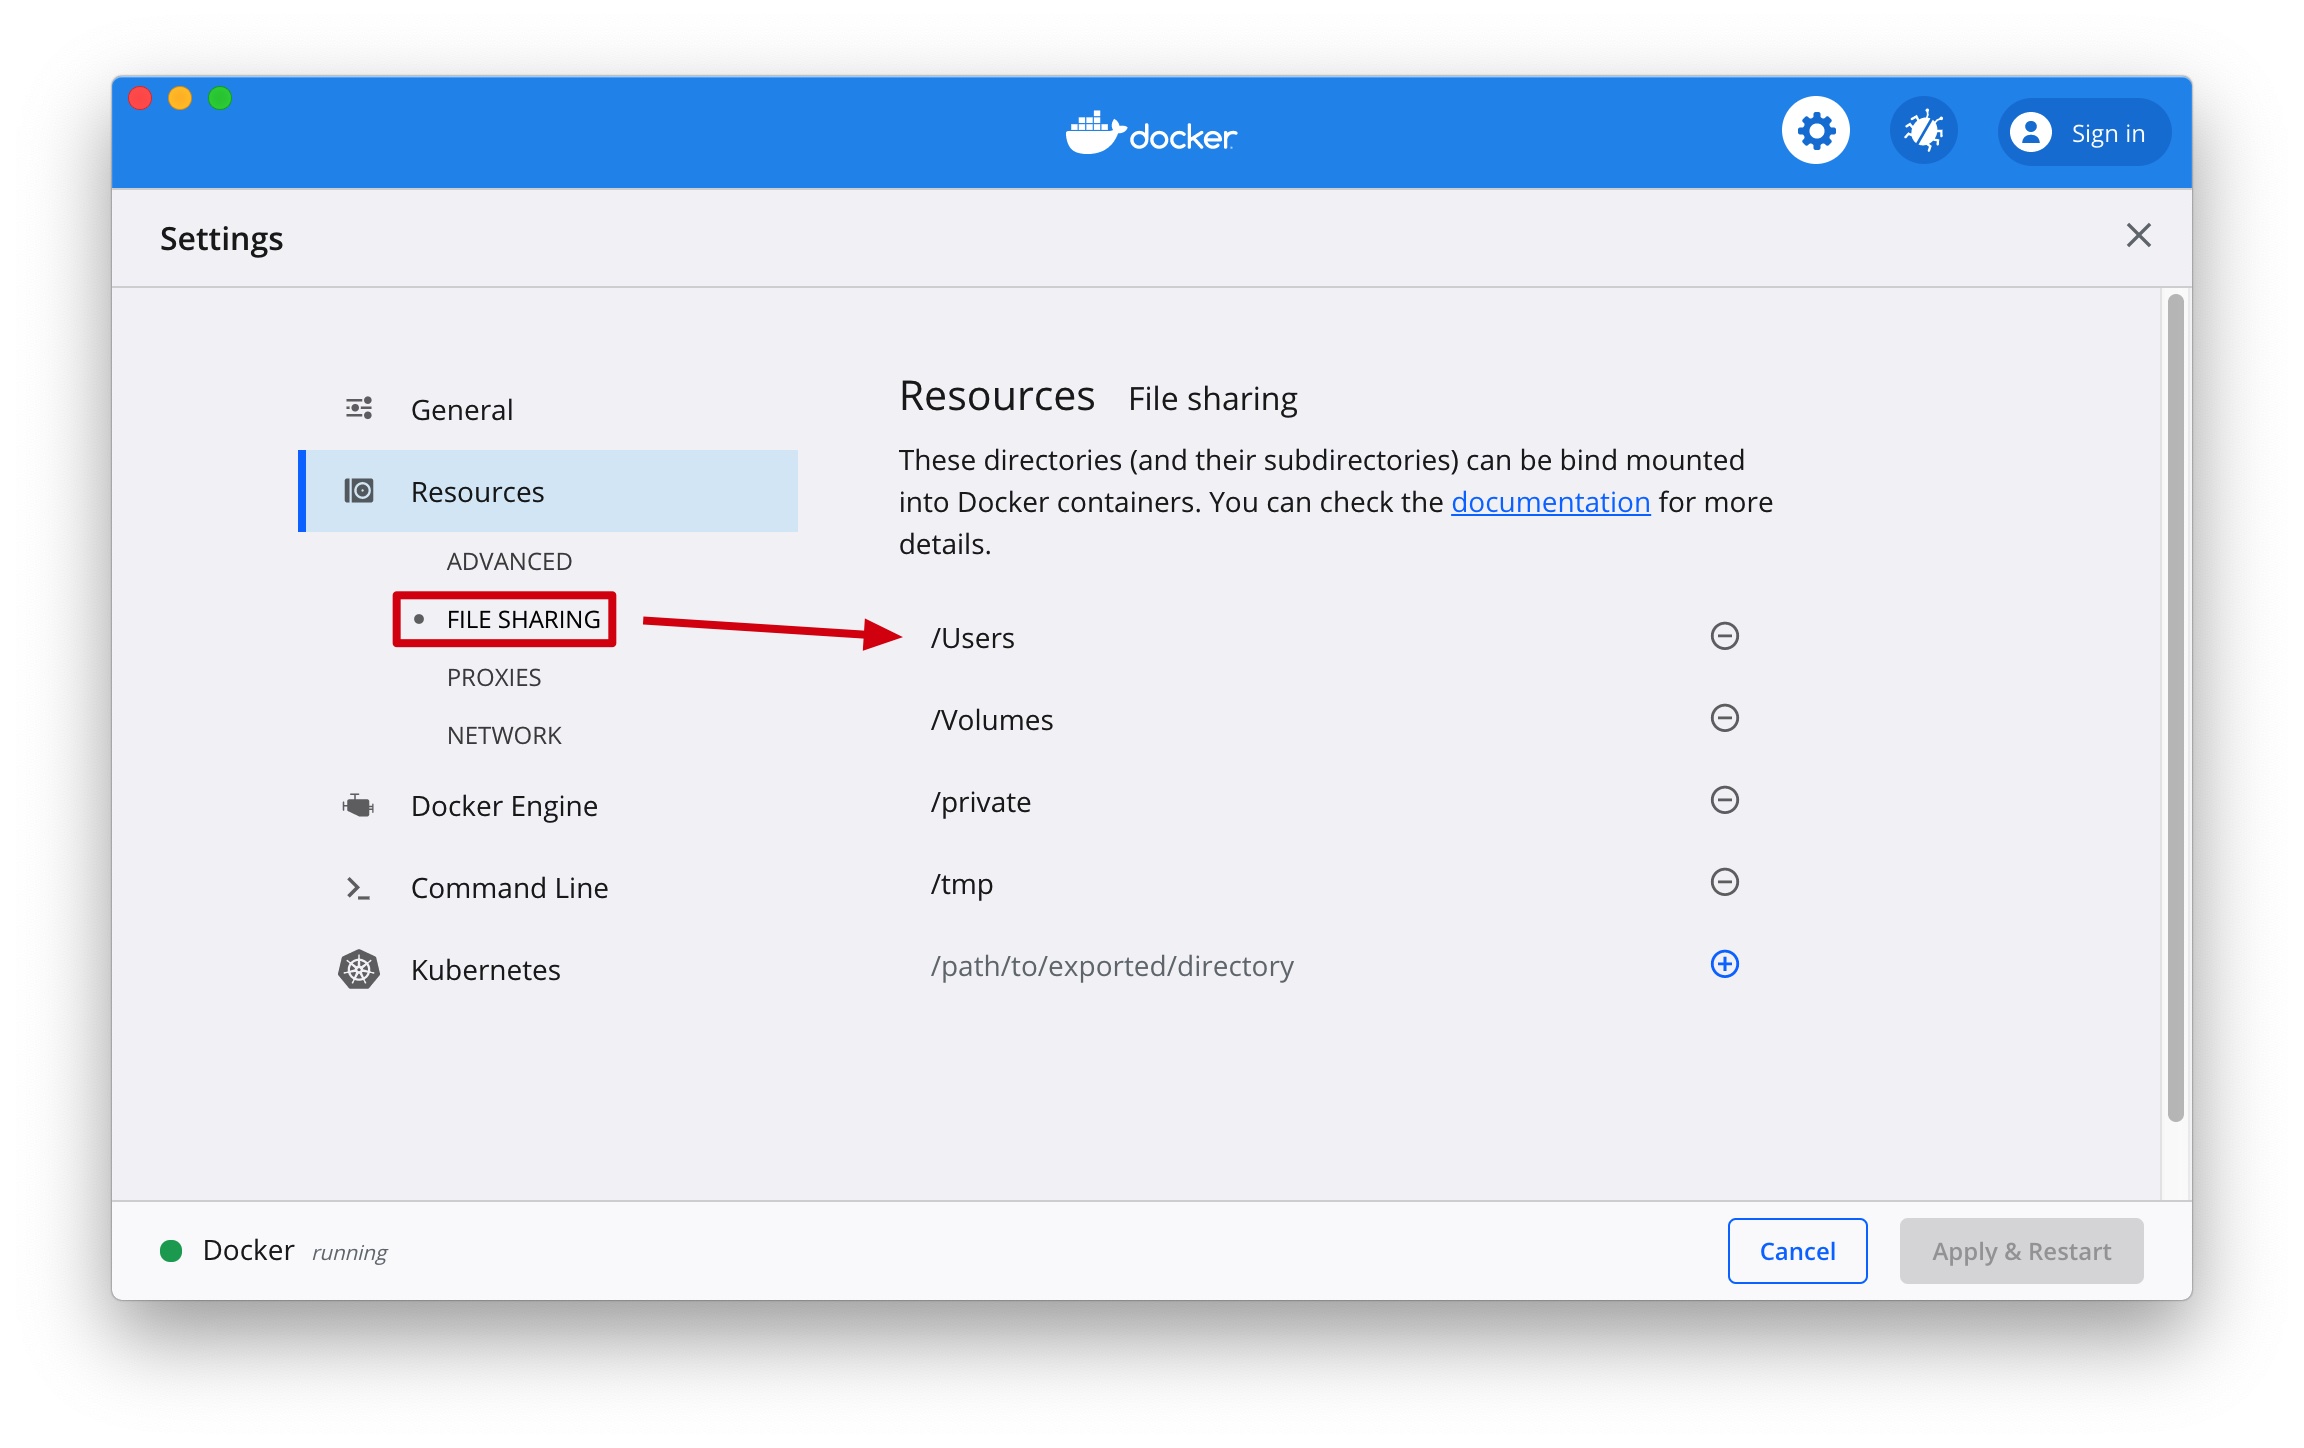 docker
Sign in
Settings
General
Resources
ADVANCED
FILE SHARING
PROXIES
NETWORK
Docker Engine
Command Line
Kubernetes
Resources File sharing
These directories (and their subdirectories) can be bind mounted
into Docker containers. You can check the documentation for more
details.
/Users
/Volumes
/private
/tmp
/path/to/exported/directory
Docker running
Cancel
Apply & Restart